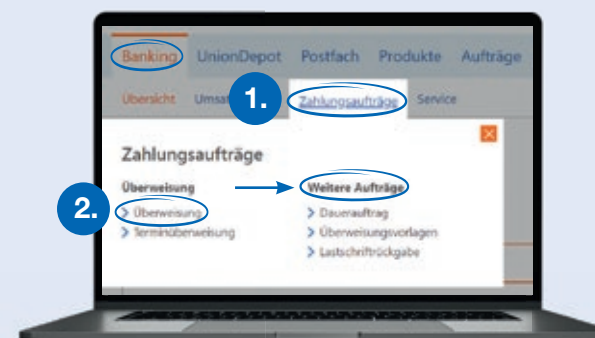 Banking UnionDepot Postfach Produkte Aufträge
Übersicht 1. Zahlungsaufträge Service
Zahlungsaufträge
Überweisung Weitere Aufträge
2. Überweisung Dauerauftrag
Terminüberweisung Überweisungsvorlagen
Lastschriftrückgabe